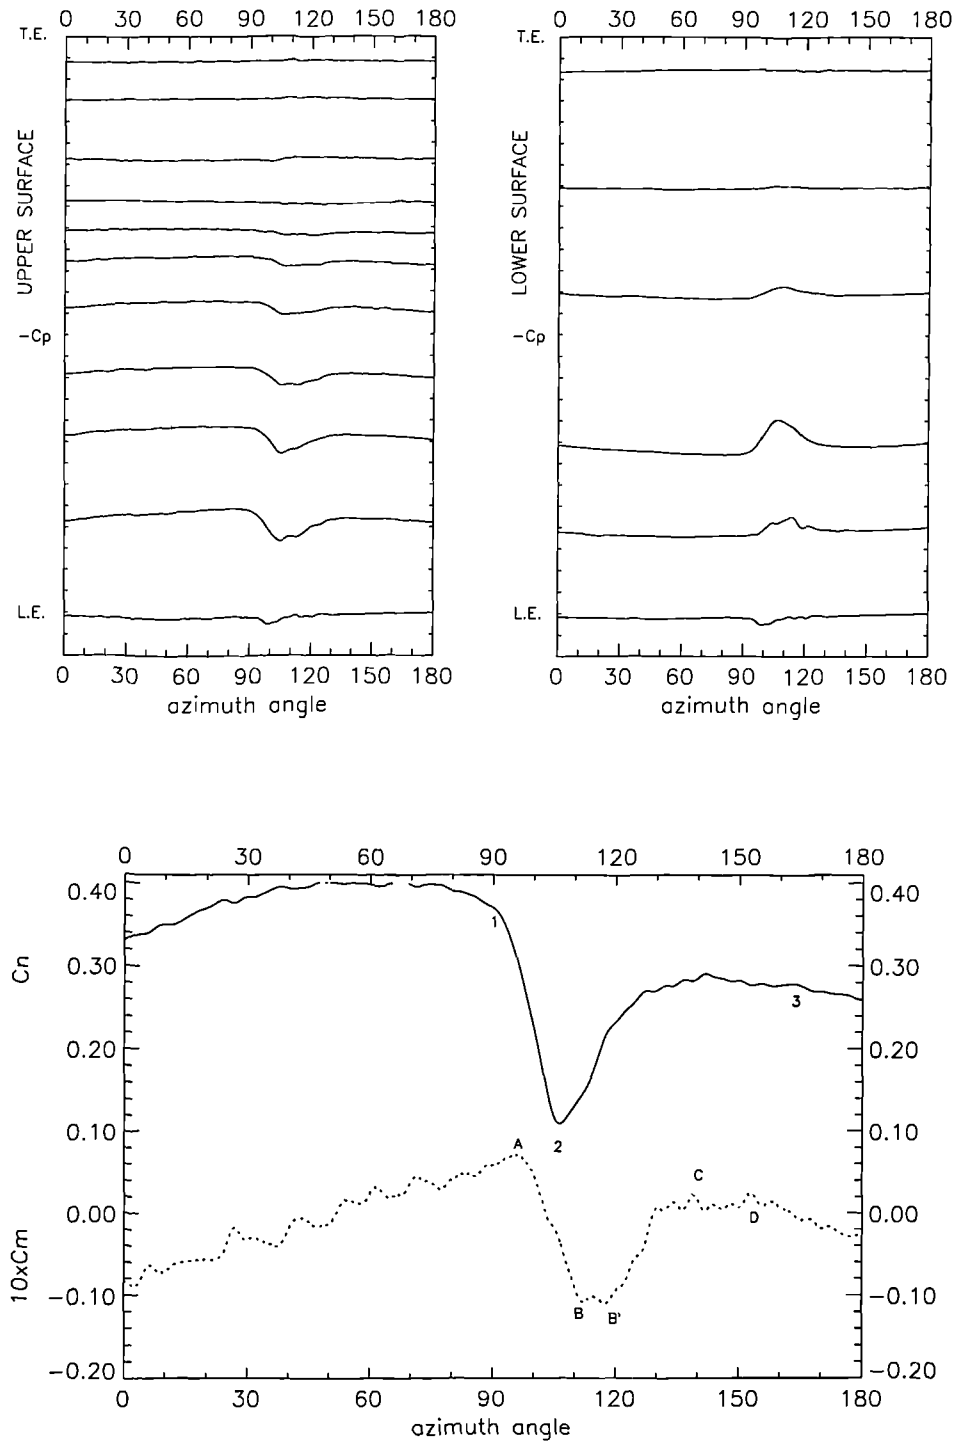 0 30 60 90 120 150 180
T.E.
UPPER SURFACE
-Cp
L.E.
0 30 60 90 120 150 180
azimuth angle
0 30 60 90 120 150 180
T.E.
LOWER SURFACE
-Cp
L.E.
0 30 60 90 120 150 180
azimuth angle
0 30 60 90 120 150 180
0.40 0.40
Cn
1
0.30 0.30
3
0.20 0.20
0.10 0.10
A 2
C
0.00 0.00
D
10xCm
-0.10 -0.10
B B'
-0.20 -0.20
0 30 60 90 120 150 180
azimuth angle